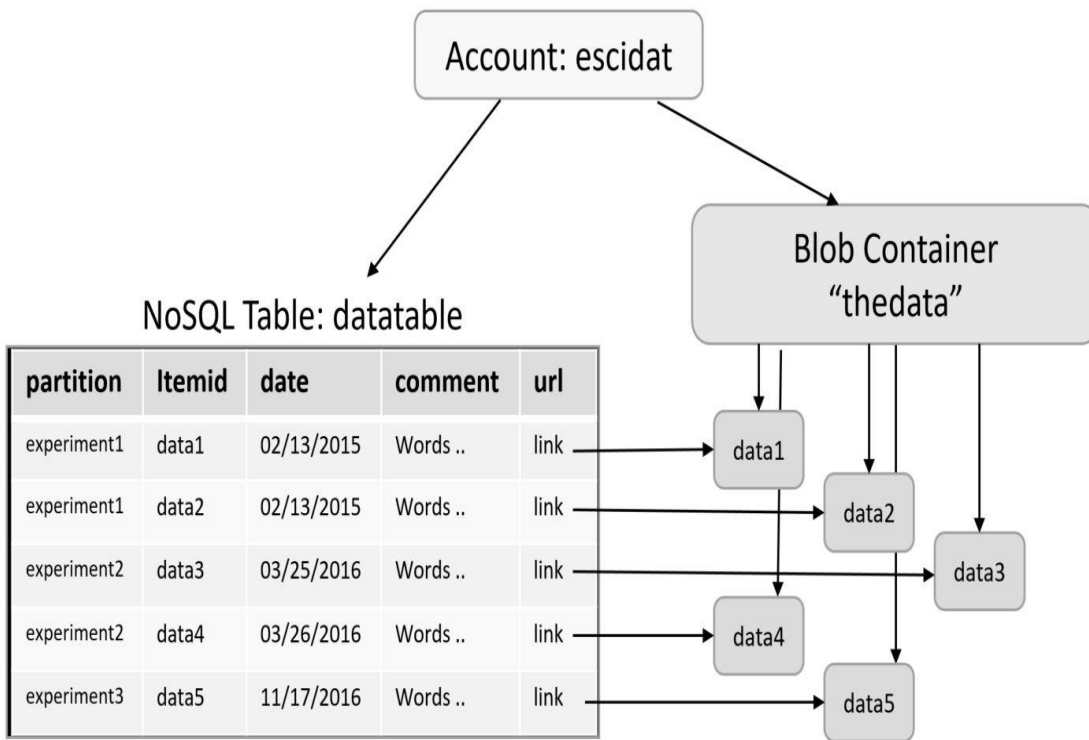 Account: escidat
Blob Container
“thedata”
NoSQL Table: datatable
partition Itemid date comment url
experiment1 data1 02/13/2015 Words .. link
experiment1 data2 02/13/2015 Words .. link
experiment2 data3 03/25/2016 Words .. link
experiment2 data4 03/26/2016 Words .. link
experiment3 data5 11/17/2016 Words .. link
data1
data2
data3
data4
data5